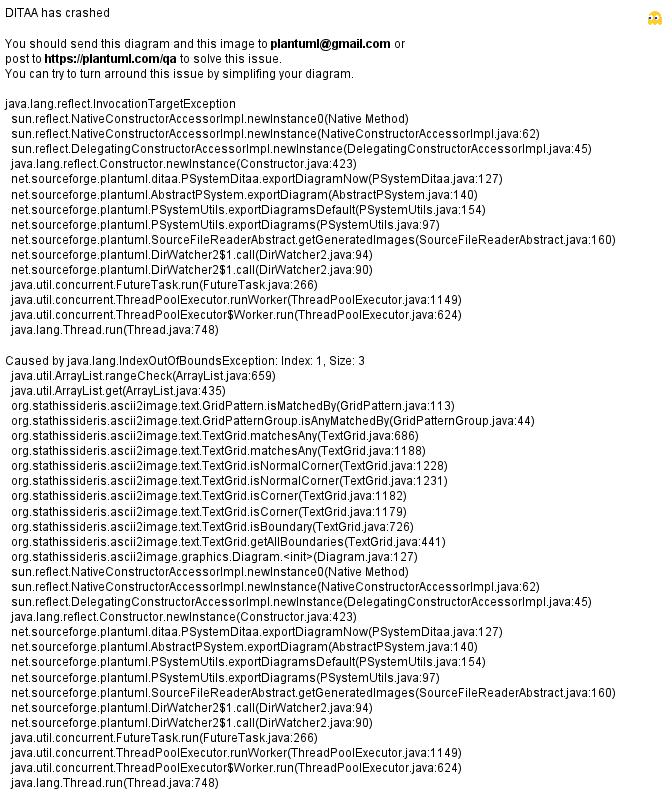 DITAA has crashed
You should send this diagram and this image to plantuml@gmail.com or
post to https://plantuml.com/qa to solve this issue.
You can try to turn arround this issue by simplifing your diagram.
java.lang.reflect.InvocationTargetException
sun.reflect.NativeConstructorAccessorImpl.newInstance0(Native Method)
sun.reflect.NativeConstructorAccessorImpl.newInstance(NativeConstructorAccessorImpl.java:62)
sun.reflect.DelegatingConstructorAccessorImpl.newInstance(DelegatingConstructorAccessorImpl.java:45)
java.lang.reflect.Constructor.newInstance(Constructor.java:423)
net.sourceforge.plantuml.ditaa.PSystemDitaa.exportDiagramNow(PSystemDitaa.java:127)
net.sourceforge.plantuml.AbstractPSystem.exportDiagram(AbstractPSystem.java:140)
net.sourceforge.plantuml.PSystemUtils.exportDiagramsDefault(PSystemUtils.java:154)
net.sourceforge.plantuml.PSystemUtils.exportDiagrams(PSystemUtils.java:97)
net.sourceforge.plantuml.SourceFileReaderAbstract.getGeneratedImages(SourceFileReaderAbstract.java:160)
net.sourceforge.plantuml.DirWatcher2$1.call(DirWatcher2.java:94)
net.sourceforge.plantuml.DirWatcher2$1.call(DirWatcher2.java:90)
java.util.concurrent.FutureTask.run(FutureTask.java:266)
java.util.concurrent.ThreadPoolExecutor.runWorker(ThreadPoolExecutor.java:1149)
java.util.concurrent.ThreadPoolExecutor$Worker.run(ThreadPoolExecutor.java:624)
java.lang.Thread.run(Thread.java:748)
Caused by java.lang.IndexOutOfBoundsException: Index: 1, Size: 3
java.util.ArrayList.rangeCheck(ArrayList.java:659)
java.util.ArrayList.get(ArrayList.java:435)
org.stathissideris.ascii2image.text.GridPattern.isMatchedBy(GridPattern.java:113)
org.stathissideris.ascii2image.text.GridPatternGroup.isAnyMatchedBy(GridPatternGroup.java:44)
org.stathissideris.ascii2image.text.TextGrid.matchesAny(TextGrid.java:686)
org.stathissideris.ascii2image.text.TextGrid.matchesAny(TextGrid.java:1188)
org.stathissideris.ascii2image.text.TextGrid.isNormalCorner(TextGrid.java:1228)
org.stathissideris.ascii2image.text.TextGrid.isNormalCorner(TextGrid.java:1231)
org.stathissideris.ascii2image.text.TextGrid.isCorner(TextGrid.java:1182)
org.stathissideris.ascii2image.text.TextGrid.isCorner(TextGrid.java:1179)
org.stathissideris.ascii2image.text.TextGrid.isBoundary(TextGrid.java:726)
org.stathissideris.ascii2image.text.TextGrid.getAllBoundaries(TextGrid.java:441)
org.stathissideris.ascii2image.graphics.Diagram.<init>(Diagram.java:127)
sun.reflect.NativeConstructorAccessorImpl.newInstance0(Native Method)
sun.reflect.NativeConstructorAccessorImpl.newInstance(NativeConstructorAccessorImpl.java:62)
sun.reflect.DelegatingConstructorAccessorImpl.newInstance(DelegatingConstructorAccessorImpl.java:45)
java.lang.reflect.Constructor.newInstance(Constructor.java:423)
net.sourceforge.plantuml.ditaa.PSystemDitaa.exportDiagramNow(PSystemDitaa.java:127)
net.sourceforge.plantuml.AbstractPSystem.exportDiagram(AbstractPSystem.java:140)
net.sourceforge.plantuml.PSystemUtils.exportDiagramsDefault(PSystemUtils.java:154)
net.sourceforge.plantuml.PSystemUtils.exportDiagrams(PSystemUtils.java:97)
net.sourceforge.plantuml.SourceFileReaderAbstract.getGeneratedImages(SourceFileReaderAbstract.java:160)
net.sourceforge.plantuml.DirWatcher2$1.call(DirWatcher2.java:94)
net.sourceforge.plantuml.DirWatcher2$1.call(DirWatcher2.java:90)
java.util.concurrent.FutureTask.run(FutureTask.java:266)
java.util.concurrent.ThreadPoolExecutor.runWorker(ThreadPoolExecutor.java:1149)
java.util.concurrent.ThreadPoolExecutor$Worker.run(ThreadPoolExecutor.java:624)
java.lang.Thread.run(Thread.java:748)